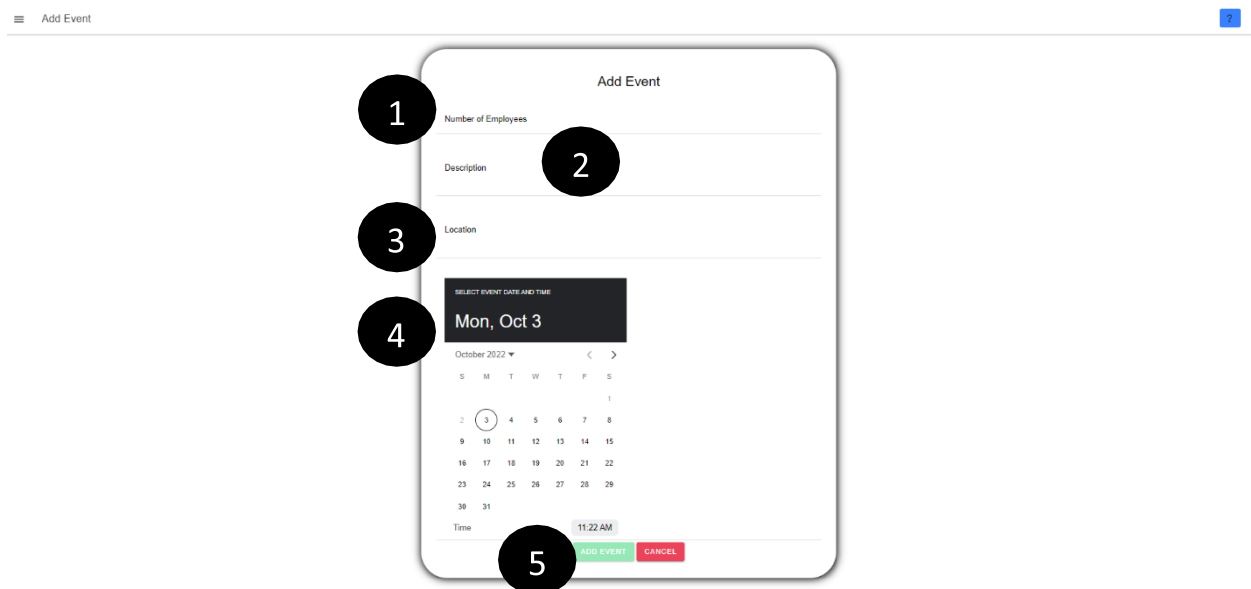 Add Event
?
Add Event
1
Number of Employees
2
Description
3
Location
SELECT EVENT DATE AND TIME
4
Mon, Oct 3
October 2022
S M T W T F S
1
2 3 4 5 6 7 8
9 10 11 12 13 14 15
16 17 18 19 20 21 22
23 24 25 26 27 28 29
30 31
Time 11:22 AM
5
ADD EVENT CANCEL